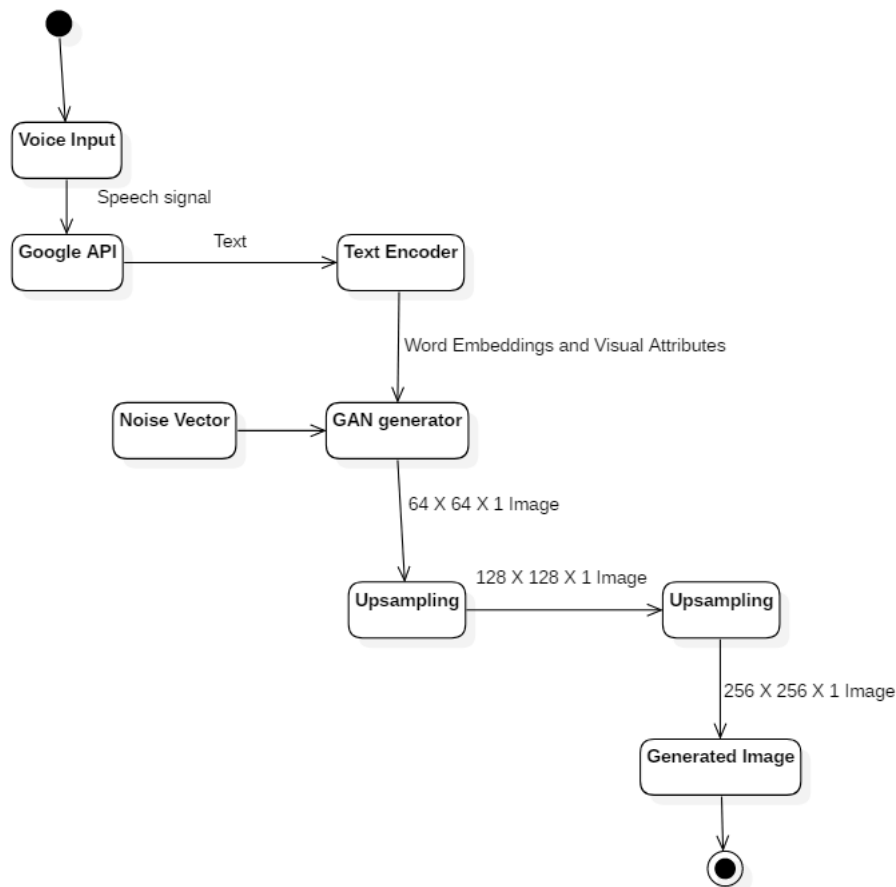 Voice Input
Speech signal
Google API
Text
Text Encoder
Word Embeddings and Visual Attributes
Noise Vector
GAN generator
64 X 64 X 1 Image
128 X 128 X 1 Image
Upsampling
Upsampling
256 X 256 X 1 Image
Generated Image